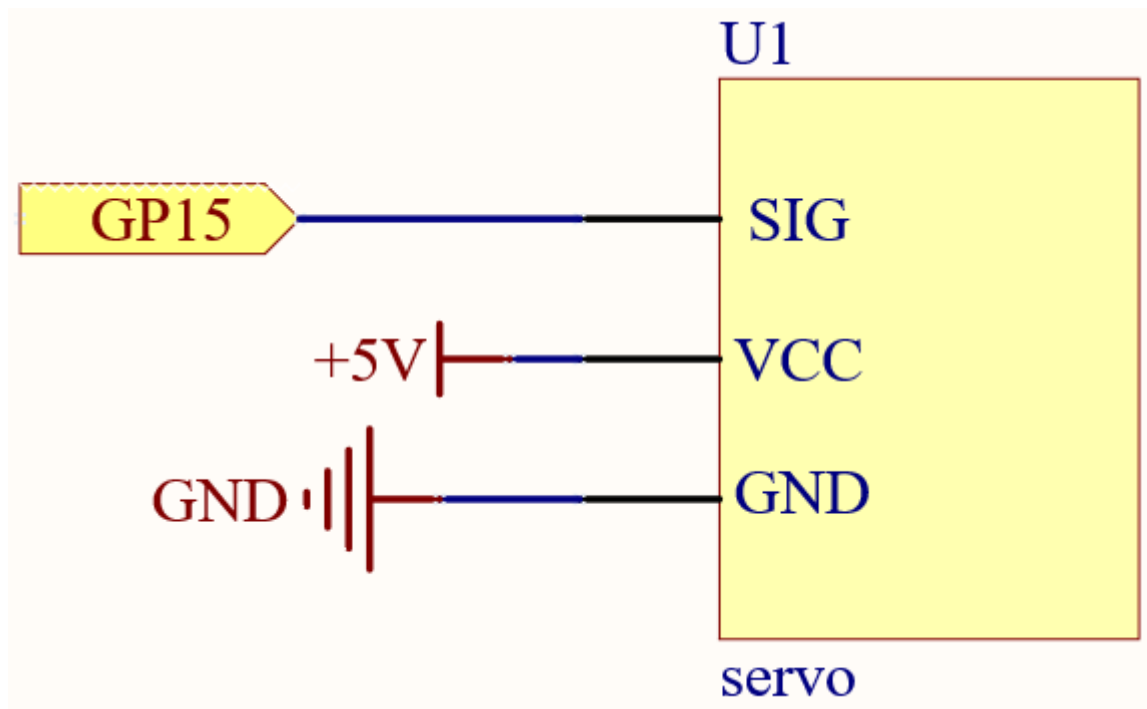 U1
GP15
SIG
+5V
VCC
GND
GND
servo